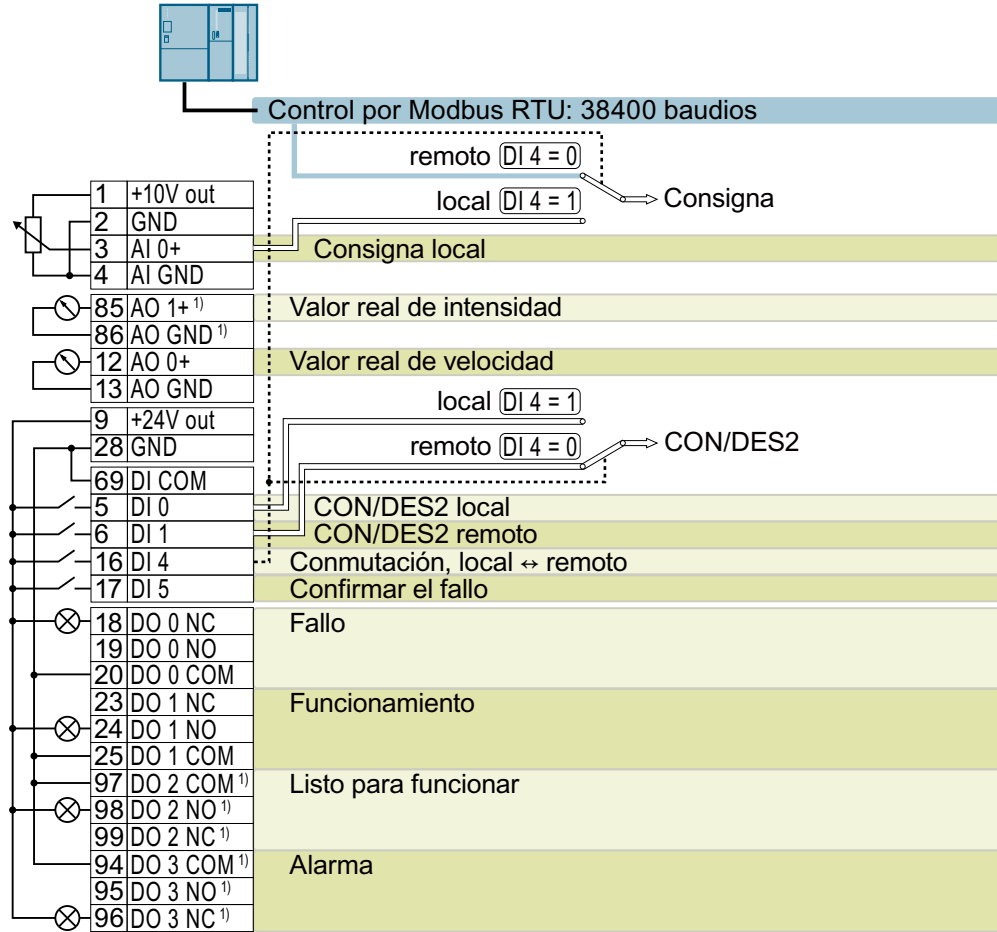 Control por Modbus RTU: 38400 baudios
remoto DI 4 = 0
Consigna
local DI 4 = 1
1 +10V out
2 GND
3 AI 0+ Consigna local
4 AI GND
85 AO 1+ 1) Valor real de intensidad
86 AO GND 1)
12 AO 0+ Valor real de velocidad
13 AO GND
local DI 4 = 1
9 +24V out
28 GND
remoto DI 4 = 0
CON/DES2
69 DI COM
5 DI 0 CON/DES2 local
6 DI 1 CON/DES2 remoto
16 DI 4 Conmutación, local ↔ remoto
17 DI 5 Confirmar el fallo
18 DO 0 NC Fallo
19 DO 0 NO
20 DO 0 COM
23 DO 1 NC Funcionamiento
24 DO 1 NO
25 DO 1 COM
97 DO 2 COM 1) Listo para funcionar
98 DO 2 NO 1)
99 DO 2 NC 1)
94 DO 3 COM 1) Alarma
95 DO 3 NO 1)
96 DO 3 NC 1)